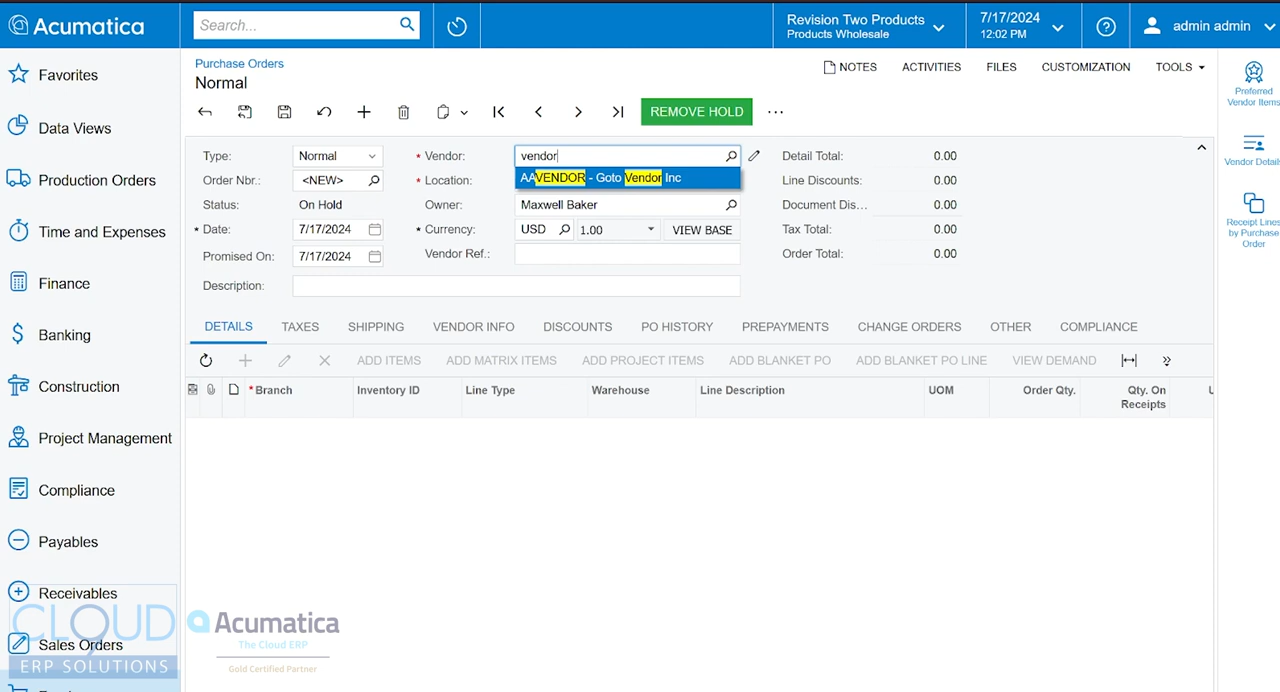 Acumatica
Search...
Revision Two Products
Products Wholesale
7/17/2024
12:02 PM
admin admin
Favorites
Data Views
Production Orders
Time and Expenses
Finance
Banking
Construction
Project Management
Compliance
Payables
Receivables
Sales Orders
Purchase Orders
Normal
NOTES
ACTIVITIES
FILES
CUSTOMIZATION
TOOLS
REMOVE HOLD
Type:
Normal
Order Nbr.:
<NEW>
Status:
On Hold
* Date:
7/17/2024
Promised On:
7/17/2024
Description:
* Vendor:
vendor
AAVENDOR - Goto Vendor Inc
* Location:
Owner:
Maxwell Baker
* Currency:
USD
1.00
VIEW BASE
Vendor Ref.:
Detail Total:
0.00
Line Discounts:
0.00
Document Dis...
0.00
Tax Total:
0.00
Order Total:
0.00
Preferred
Vendor Items
Vendor Details
Receipt Lines
by Purchase
Order
DETAILS
TAXES
SHIPPING
VENDOR INFO
DISCOUNTS
PO HISTORY
PREPAYMENTS
CHANGE ORDERS
OTHER
COMPLIANCE
ADD ITEMS
ADD MATRIX ITEMS
ADD PROJECT ITEMS
ADD BLANKET PO
ADD BLANKET PO LINE
VIEW DEMAND
* Branch
Inventory ID
Line Type
Warehouse
Line Description
UOM
Order Qty.
Qty. On
Receipts
CLOUD
ERP SOLUTIONS
Acumatica
The Cloud ERP
Gold Certified Partner